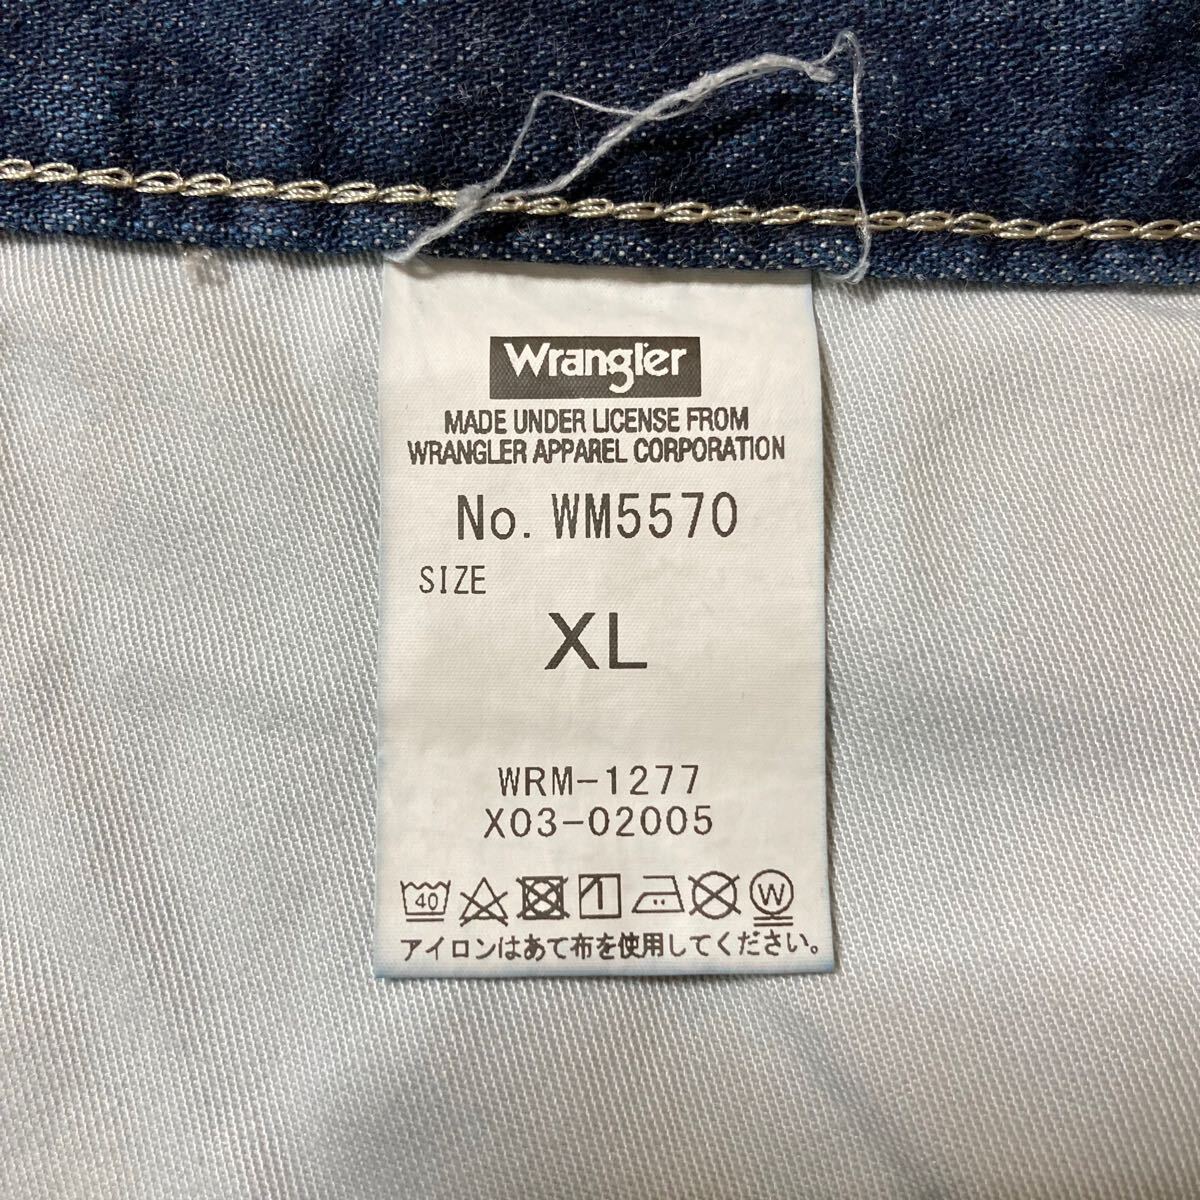 Wrangler
MADE UNDER LICENSE FROM
WRANGLER APPAREL CORPORATION
No. WM5570
SIZE
XL
WRM-1277
X03-02005
40 W
アイロンはあて布を使用してください。